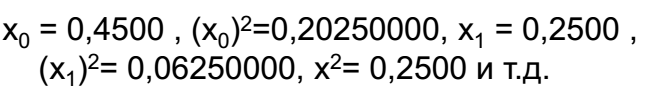 x₀ = 0,4500 , (x₀)²=0,20250000, x₁ = 0,2500 ,
(x₁)²= 0,06250000, x²= 0,2500 и т.д.